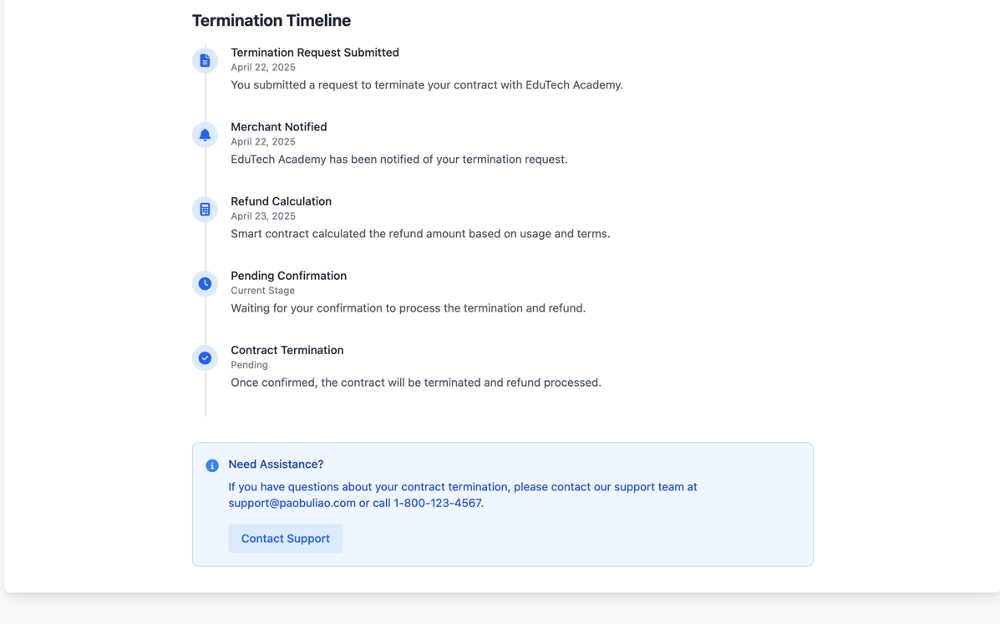 Termination Timeline
Termination Request Submitted
April 22, 2025
You submitted a request to terminate your contract with EduTech Academy.
Merchant Notified
April 22, 2025
EduTech Academy has been notified of your termination request.
Refund Calculation
April 23, 2025
Smart contract calculated the refund amount based on usage and terms.
Pending Confirmation
Current Stage
Waiting for your confirmation to process the termination and refund.
Contract Termination
Pending
Once confirmed, the contract will be terminated and refund processed.
Need Assistance?
If you have questions about your contract termination, please contact our support team at
support@paobuliao.com or call 1-800-123-4567.
Contact Support